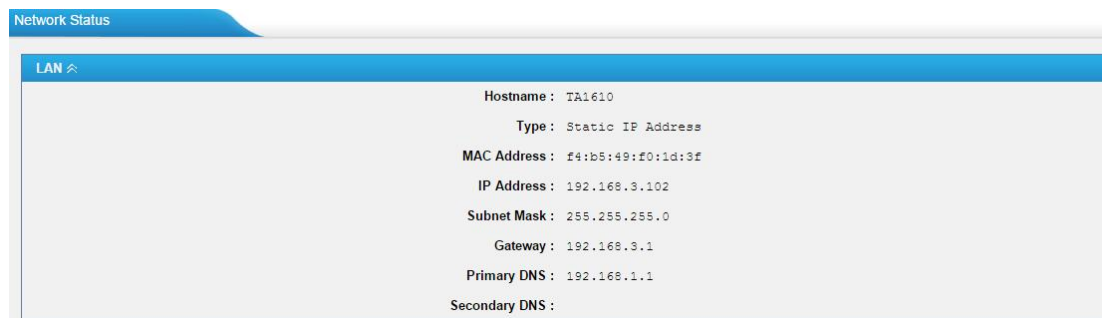 Network Status
LAN
Hostname : TA1610
Type : Static IP Address
MAC Address : f4:b5:49:f0:1d:3f
IP Address : 192.168.3.102
Subnet Mask : 255.255.255.0
Gateway : 192.168.3.1
Primary DNS : 192.168.1.1
Secondary DNS :